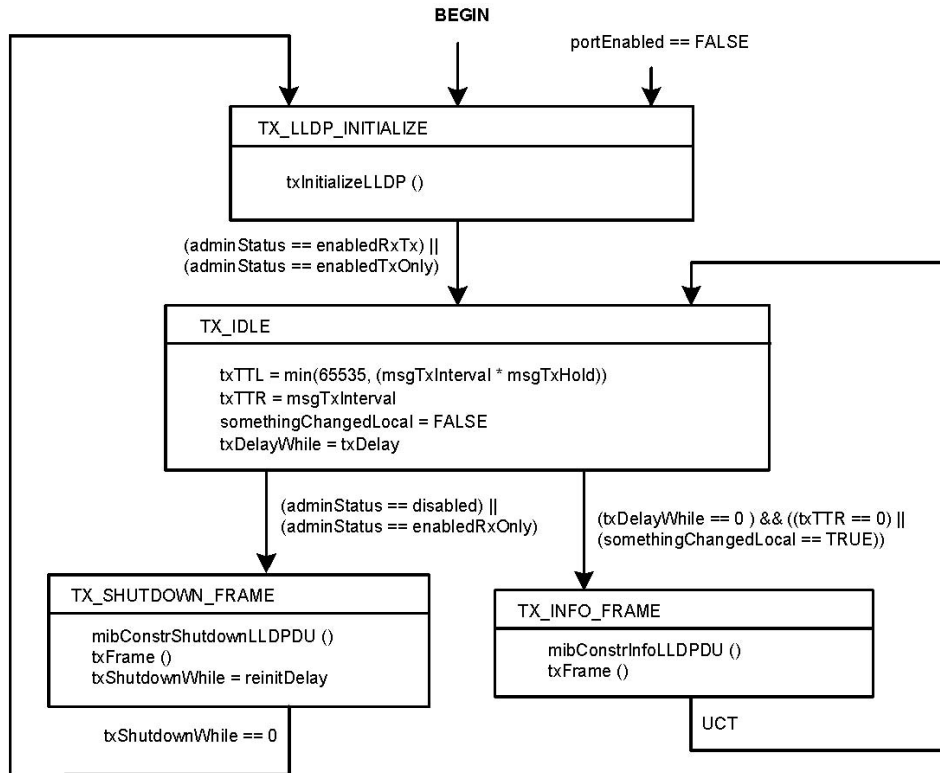 BEGIN
portEnabled == FALSE
TX_LLDP_INITIALIZE
txInitializeLLDP ()
(adminStatus == enabledRxTx) ||
(adminStatus == enabledTxOnly)
TX_IDLE
txTTL = min(65535, (msgTxInterval * msgTxHold))
txTTR = msgTxInterval
somethingChangedLocal = FALSE
txDelayWhile = txDelay
(adminStatus == disabled) ||
(adminStatus == enabledRxOnly)
(txDelayWhile == 0 ) && ((txTTR == 0) ||
(somethingChangedLocal == TRUE))
TX_SHUTDOWN_FRAME
mibConstrShutdownLLDPDU ()
txFrame ()
txShutdownWhile = reinitDelay
TX_INFO_FRAME
mibConstrInfoLLDPDU ()
txFrame ()
txShutdownWhile == 0
UCT